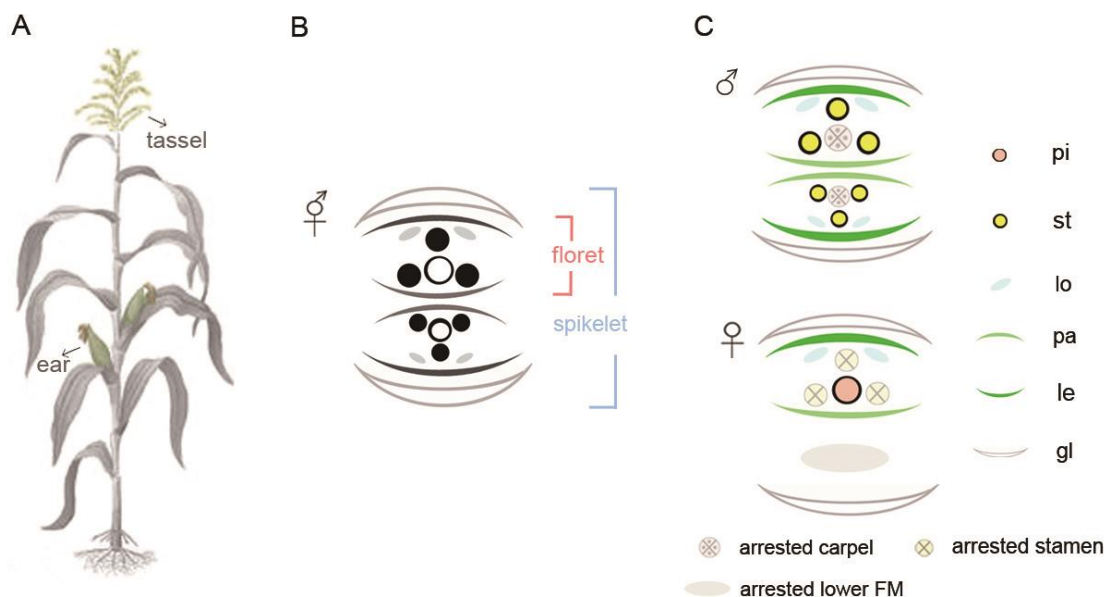 A
B
C
tassel
ear
floret
spikelet
pi
st
lo
pa
le
gl
arrested carpel
arrested stamen
arrested lower FM